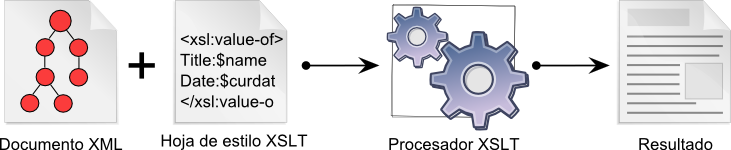 <xsl:value-of>
Title:$name
Date:$curdat
</xsl:value-o
Documento XML
Hoja de estilo XSLT
Procesador XSLT
Resultado